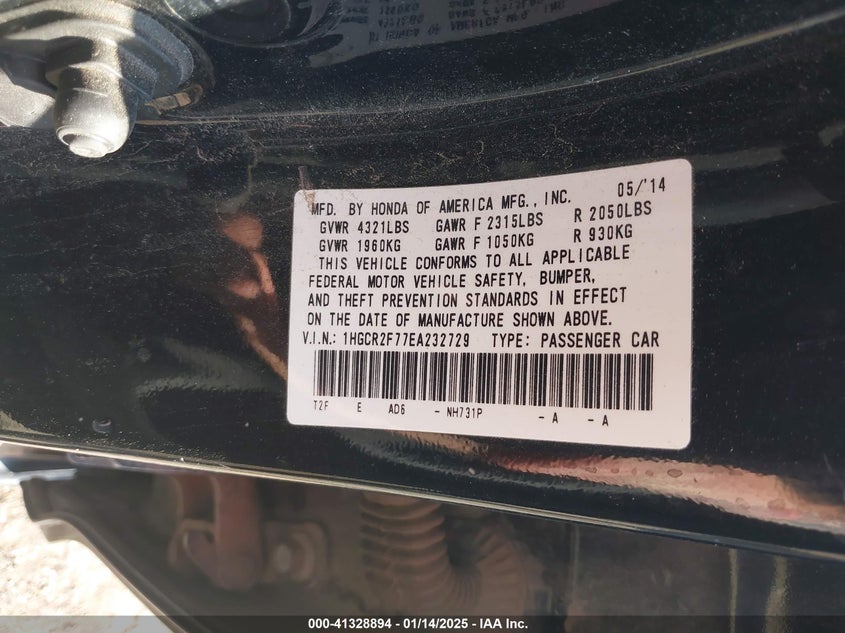 05/'14
MFD. BY HONDA OF AMERICA MFG., INC.
GVWR 4321LBS GAWR F 2315LBS R 2050LBS
GVWR 1960KG GAWR F 1050KG R 930KG
THIS VEHICLE CONFORMS TO ALL APPLICABLE
FEDERAL MOTOR VEHICLE SAFETY, BUMPER,
AND THEFT PREVENTION STANDARDS IN EFFECT
ON THE DATE OF MANUFACTURE SHOWN ABOVE.
V.I.N.: 1HGCR2F77EA232729 TYPE: PASSENGER CAR
T2F E AD6 - NH731P - A - A
000-41328894 - 01/14/2025 - IAA Inc.